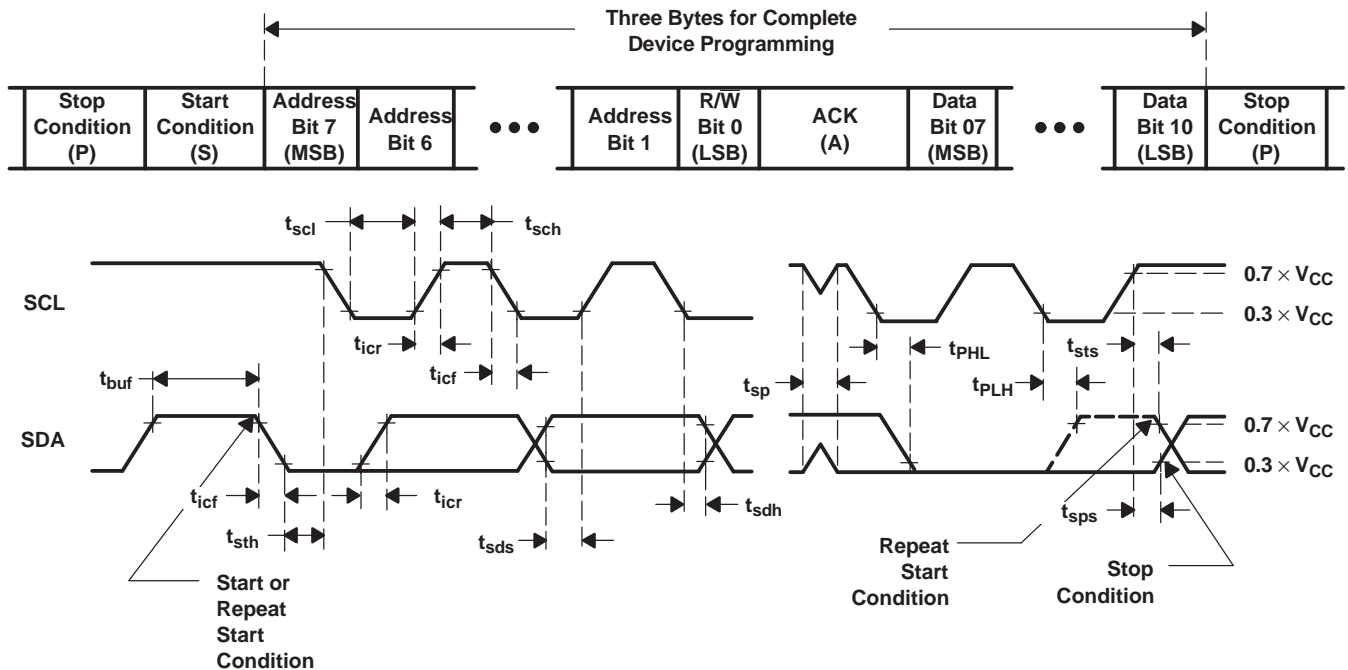 Three Bytes for Complete
Device Programming
Stop
Condition
(P)
Start
Condition
(S)
Address
Bit 7
(MSB)
Address
Bit 6
•••
Address
Bit 1
R/W̅
Bit 0
(LSB)
ACK
(A)
Data
Bit 07
(MSB)
•••
Data
Bit 10
(LSB)
Stop
Condition
(P)
tscl
tsch
SCL
0.7 × VCC
0.3 × VCC
ticr
ticf
tPHL
tsts
tbuf
tsp
tPLH
SDA
0.7 × VCC
0.3 × VCC
ticf
ticr
tsth
tsds
tsdh
tsps
Start or
Repeat
Start
Condition
Repeat
Start
Condition
Stop
Condition